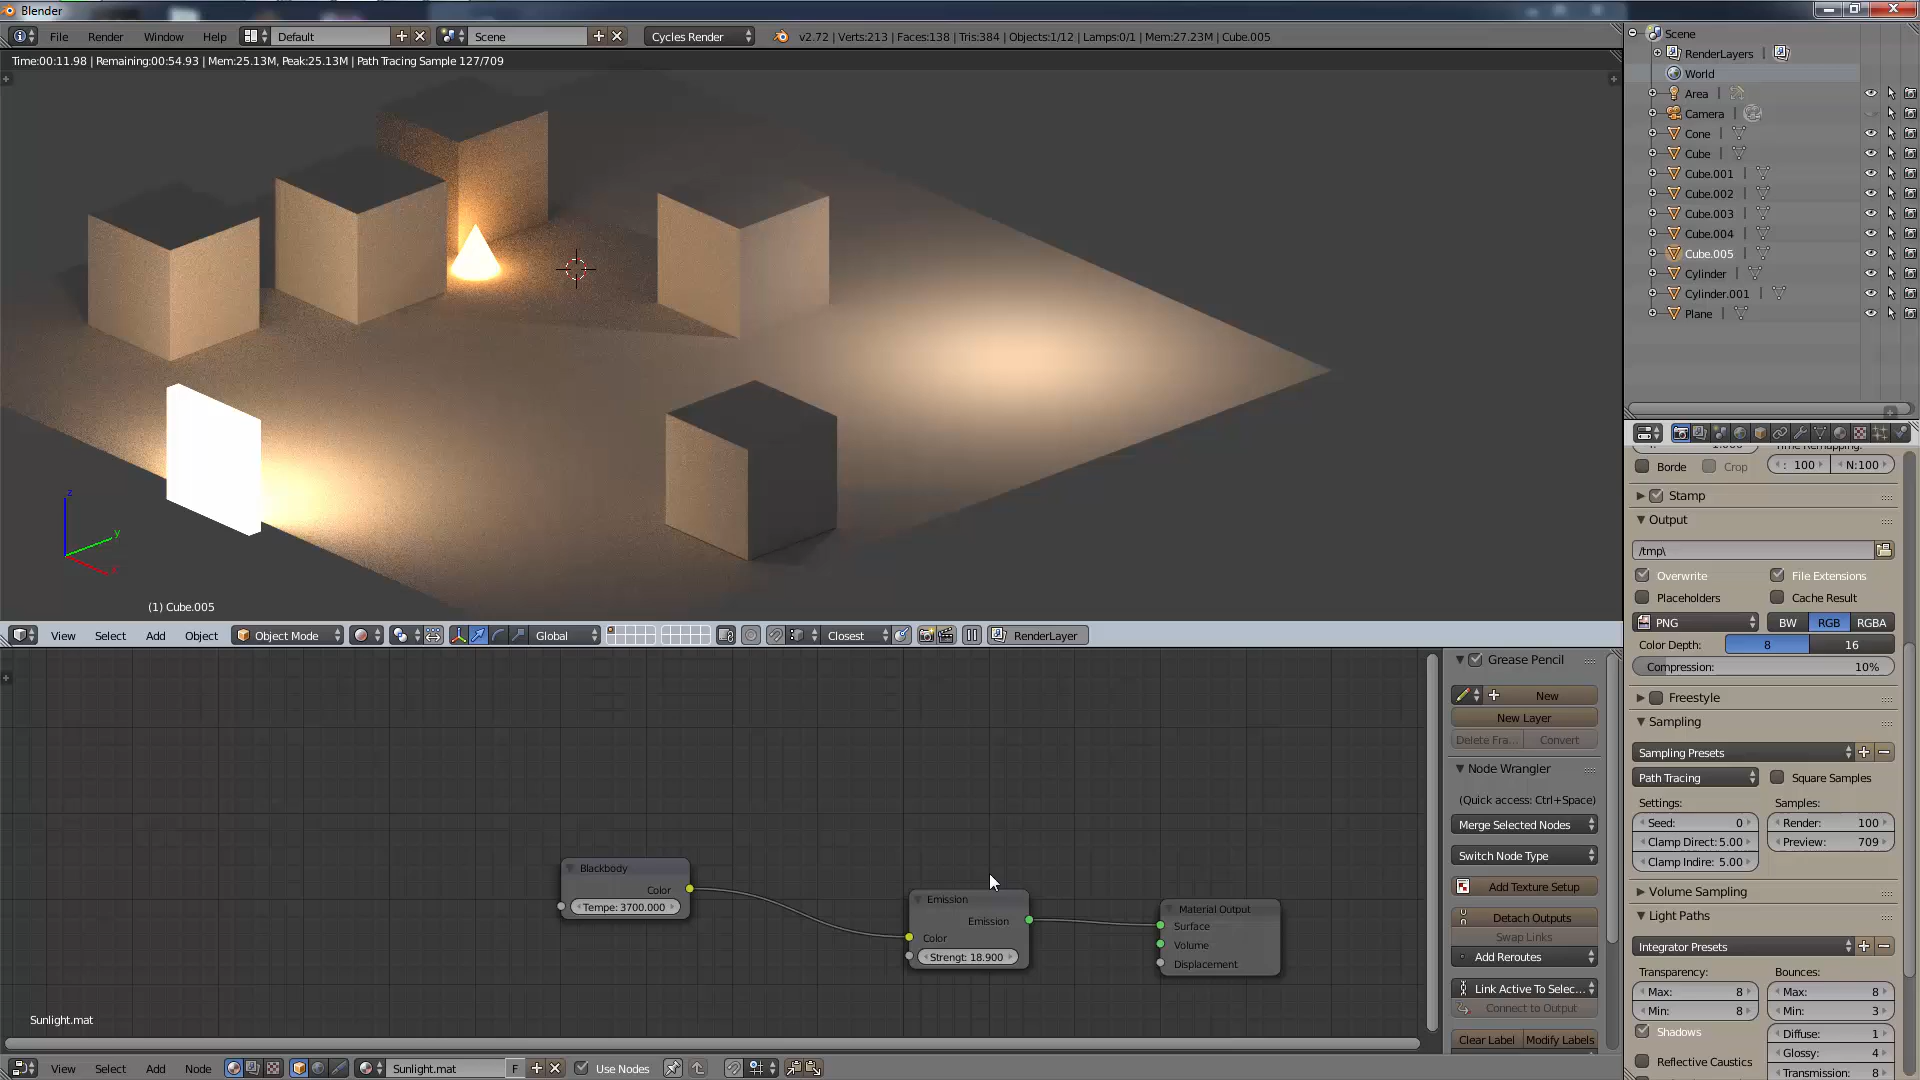 Blender
File Render Window Help Default Scene Cycles Render v2.72 | Verts:213 | Faces:138 | Tris:384 | Objects:1/12 | Lamps:0/1 | Mem:27.23M | Cube.005
Time:00:11.98 | Remaining:00:54.93 | Mem:25.13M, Peak:25.13M | Path Tracing Sample 127/709
z
y
x
(1) Cube.005
View Select Add Object Object Mode Global Closest RenderLayer
Blackbody
Color
Tempe: 3700.000
Emission
Emission
Color
Strengt: 18.900
Material Output
Surface
Volume
Displacement
Sunlight.mat
View Select Add Node Sunlight.mat F Use Nodes
Grease Pencil
New
New Layer
Delete Fra... Convert
Node Wrangler
(Quick access: Ctrl+Space)
Merge Selected Nodes
Switch Node Type
Add Texture Setup
Detach Outputs
Swap Links
Add Reroutes
Link Active To Selec...
Connect to Output
Clear Label Modify Labels
Scene
RenderLayers |
World
Area |
Camera |
Cone |
Cube |
Cube.001 |
Cube.002 |
Cube.003 |
Cube.004 |
Cube.005 |
Cylinder |
Cylinder.001 |
Plane |
Time Remapping:
Borde Crop : 100 N:100
Stamp
Output
/tmp\
Overwrite File Extensions
Placeholders Cache Result
PNG BW RGB RGBA
Color Depth: 8 16
Compression: 10%
Freestyle
Sampling
Sampling Presets
Path Tracing Square Samples
Settings: Samples:
Seed: 0 Render: 100
Clamp Direct: 5.00 Preview: 709
Clamp Indire: 5.00
Volume Sampling
Light Paths
Integrator Presets
Transparency: Bounces:
Max: 8 Max: 8
Min: 8 Min: 3
Shadows Diffuse: 1
Glossy: 4
Reflective Caustics Transmission: 8